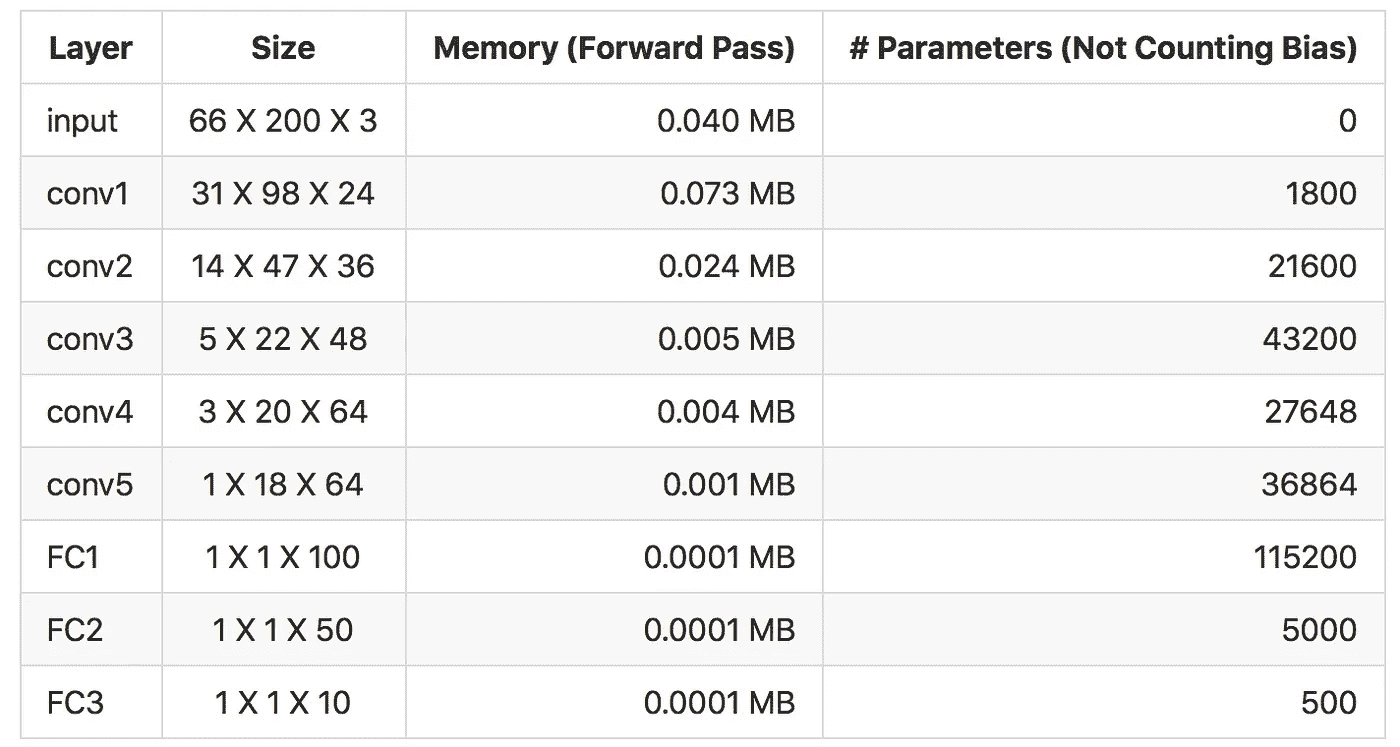 Layer Size Memory (Forward Pass) # Parameters (Not Counting Bias)
input 66 X 200 X 3 0.040 MB 0
conv1 31 X 98 X 24 0.073 MB 1800
conv2 14 X 47 X 36 0.024 MB 21600
conv3 5 X 22 X 48 0.005 MB 43200
conv4 3 X 20 X 64 0.004 MB 27648
conv5 1 X 18 X 64 0.001 MB 36864
FC1 1 X 1 X 100 0.0001 MB 115200
FC2 1 X 1 X 50 0.0001 MB 5000
FC3 1 X 1 X 10 0.0001 MB 500